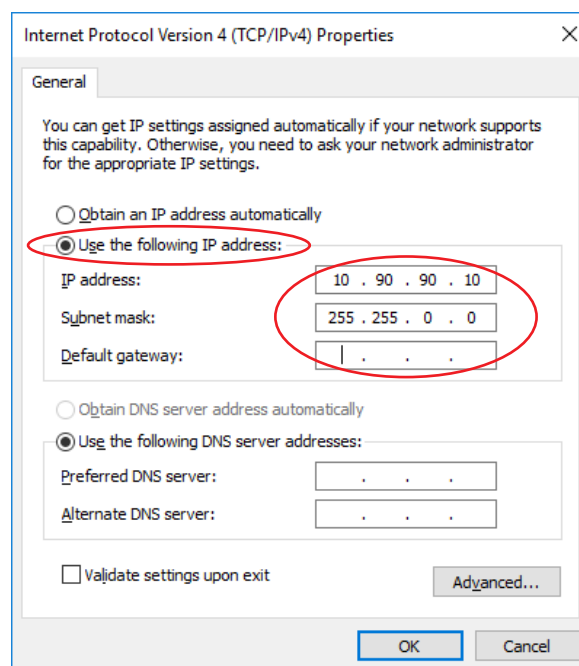 Internet Protocol Version 4 (TCP/IPv4) Properties
General
You can get IP settings assigned automatically if your network supports
this capability. Otherwise, you need to ask your network administrator
for the appropriate IP settings.
Obtain an IP address automatically
Use the following IP address:
IP address: 10 . 90 . 90 . 10
Subnet mask: 255 . 255 . 0 . 0
Default gateway: . . .
Obtain DNS server address automatically
Use the following DNS server addresses:
Preferred DNS server: . . .
Alternate DNS server: . . .
Validate settings upon exit
Advanced...
OK Cancel